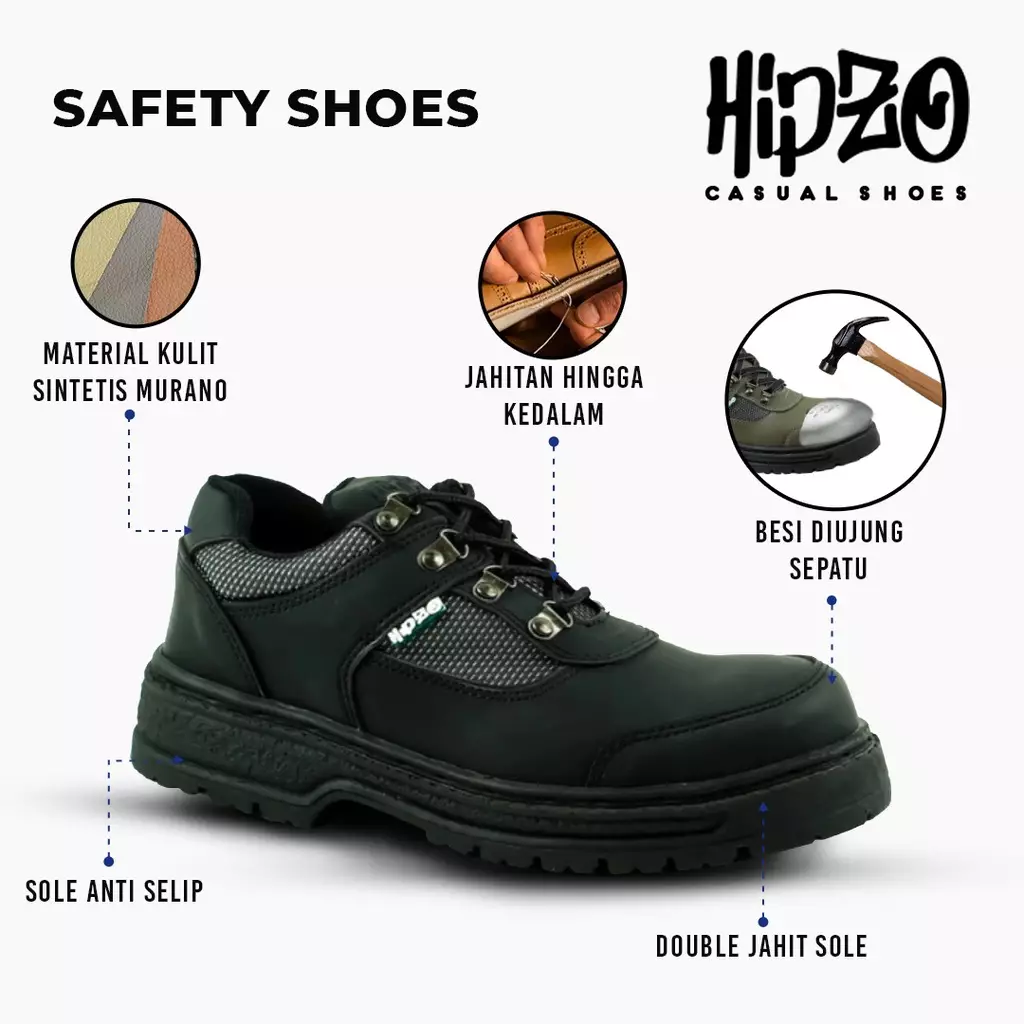 SAFETY SHOES
HIPZO
CASUAL SHOES
MATERIAL KULIT
SINTETIS MURANO
JAHITAN HINGGA
KEDALAM
BESI DIUJUNG
SEPATU
HIPZO
SOLE ANTI SELIP
DOUBLE JAHIT SOLE